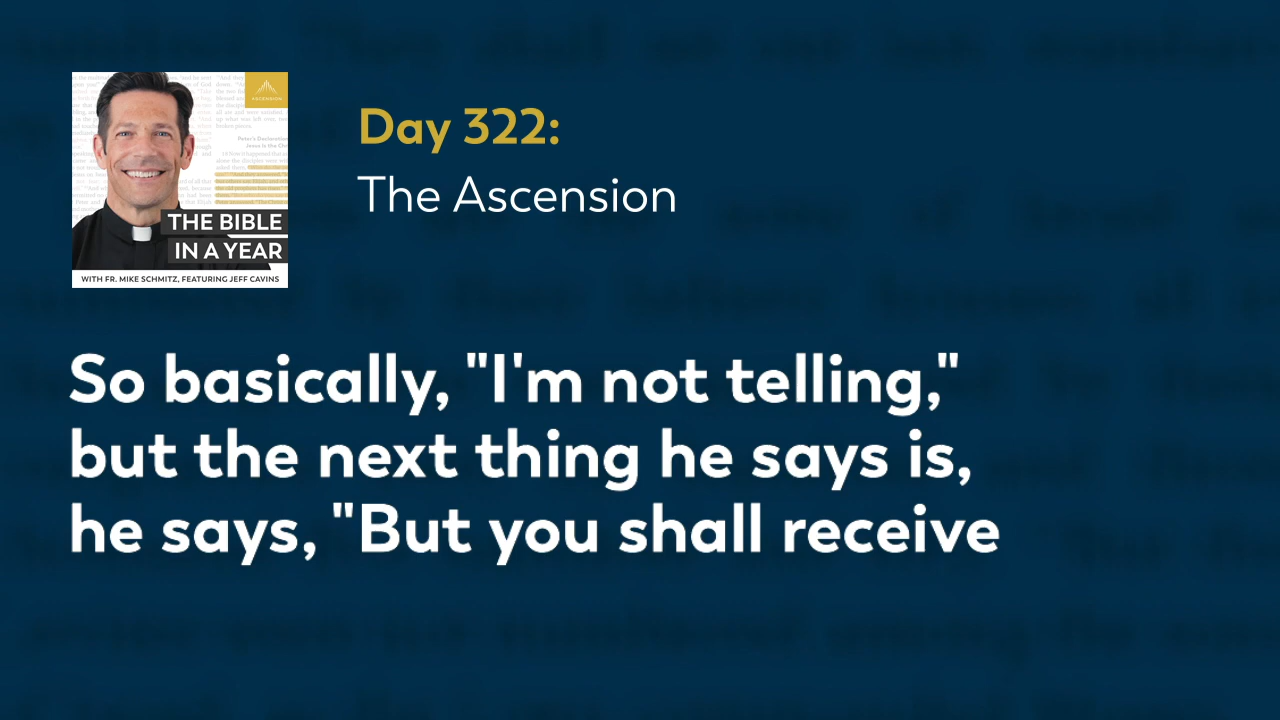 ASCENSION
THE BIBLE
IN A YEAR
WITH FR. MIKE SCHMITZ, FEATURING JEFF CAVINS
Day 322:
The Ascension
So basically, "I'm not telling,"
but the next thing he says is,
he says, "But you shall receive